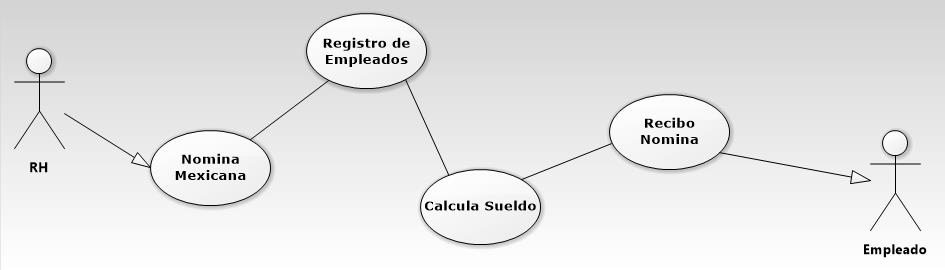 RH
Nomina
Mexicana
Registro de
Empleados
Calcula Sueldo
Recibo
Nomina
Empleado